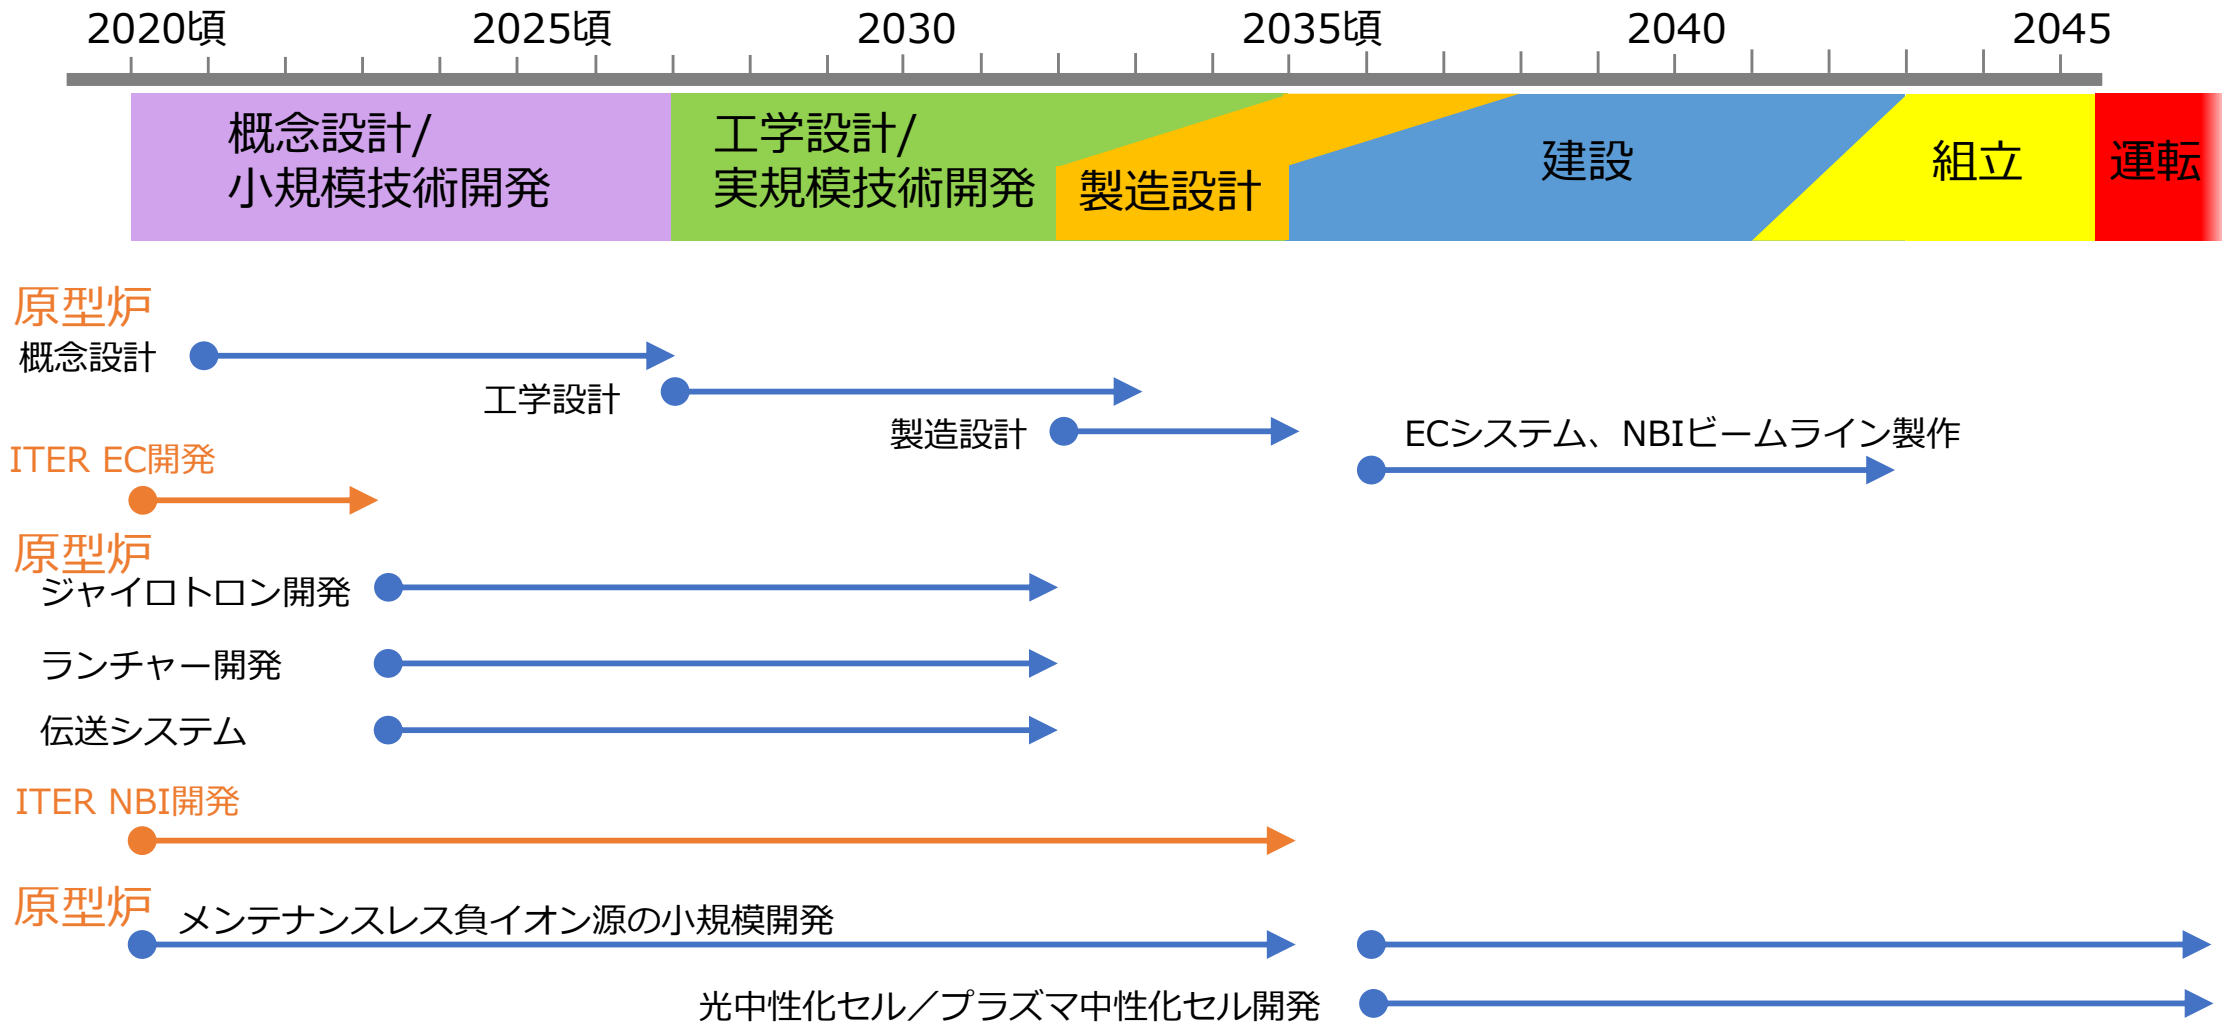 2020頃 2025頃 2030 2035頃 2040 2045
概念設計/
小規模技術開発
工学設計/
実規模技術開発
製造設計
建設
組立
運転
原型炉
概念設計
工学設計
製造設計
ECシステム、NBIビームライン製作
ITER EC開発
原型炉
ジャイロトロン開発
ランチャー開発
伝送システム
ITER NBI開発
原型炉
メンテナンスレス負イオン源の小規模開発
光中性化セル／プラズマ中性化セル開発